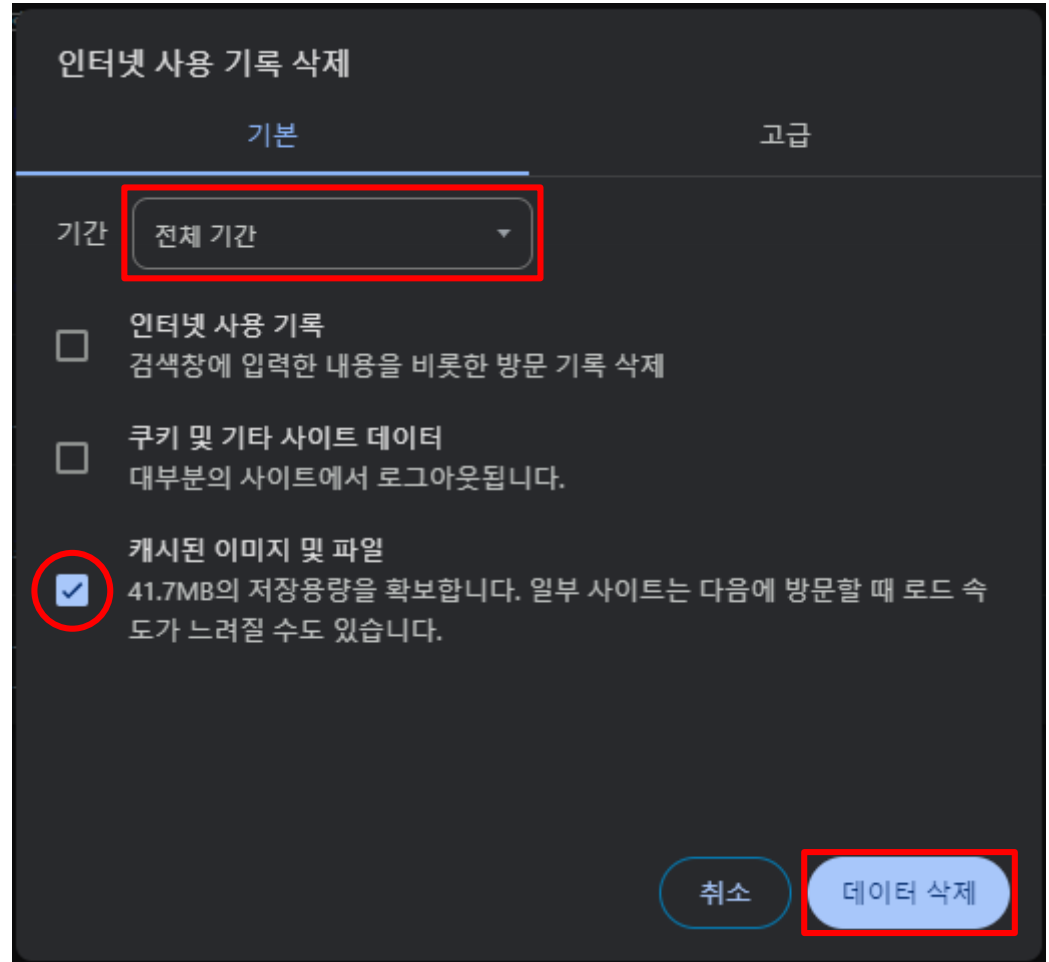 인터넷 사용 기록 삭제
기본 고급
기간 전체 기간
인터넷 사용 기록
검색창에 입력한 내용을 비롯한 방문 기록 삭제
쿠키 및 기타 사이트 데이터
대부분의 사이트에서 로그아웃됩니다.
캐시된 이미지 및 파일
41.7MB의 저장용량을 확보합니다. 일부 사이트는 다음에 방문할 때 로드 속
도가 느려질 수도 있습니다.
취소 데이터 삭제